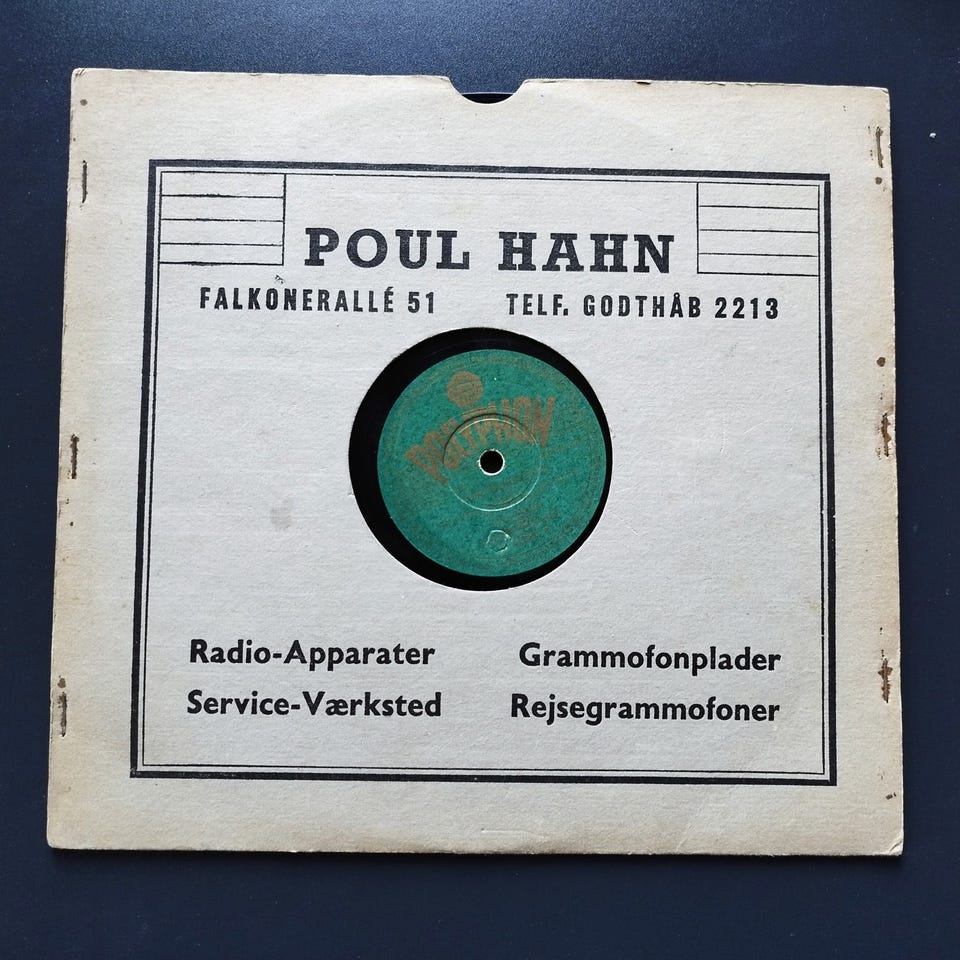 POUL HAHN
FALKONERALLÉ 51 TELF. GODTHÅB 2213
POLYPHON
Radio-Apparater Grammofonplader
Service-Værksted Rejsegrammofoner